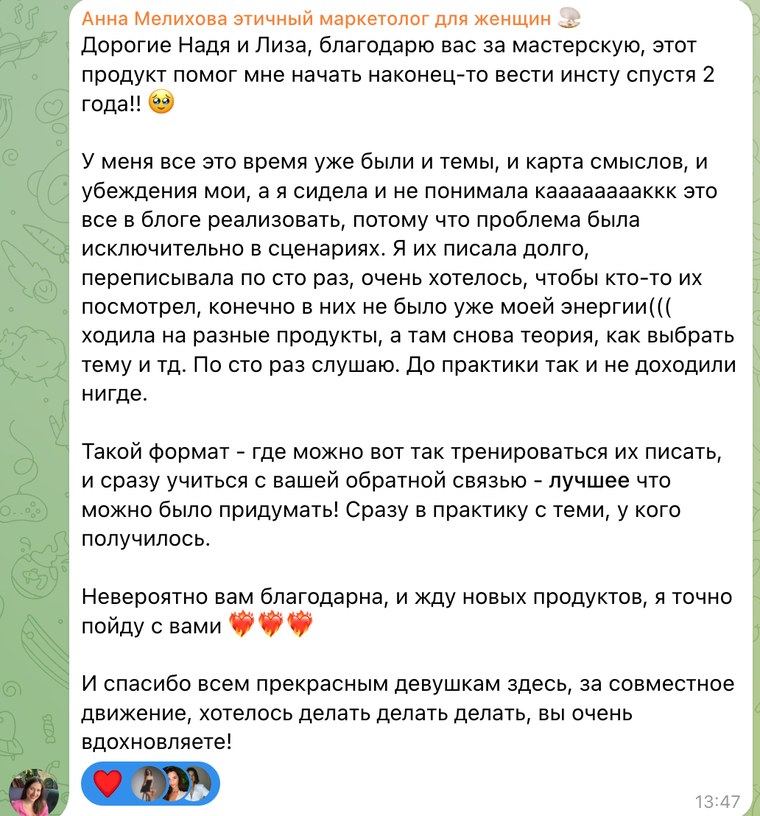 Анна Мелихова этичный маркетолог для женщин 🦪
Дорогие Надя и Лиза, благодарю вас за мастерскую, этот
продукт помог мне начать наконец-то вести инсту спустя 2
года!! 🥹
У меня все это время уже были и темы, и карта смыслов, и
убеждения мои, а я сидела и не понимала кааааааааккк это
все в блоге реализовать, потому что проблема была
исключительно в сценариях. Я их писала долго,
переписывала по сто раз, очень хотелось, чтобы кто-то их
посмотрел, конечно в них не было уже моей энергии(((
ходила на разные продукты, а там снова теория, как выбрать
тему и тд. По сто раз слушаю. До практики так и не доходили
нигде.
Такой формат - где можно вот так тренироваться их писать,
и сразу учиться с вашей обратной связью - лучшее что
можно было придумать! Сразу в практику с теми, у кого
получилось.
Невероятно вам благодарна, и жду новых продуктов, я точно
пойду с вами ❤️‍🔥❤️‍🔥❤️‍🔥
И спасибо всем прекрасным девушкам здесь, за совместное
движение, хотелось делать делать делать, вы очень
вдохновляете!
13:47